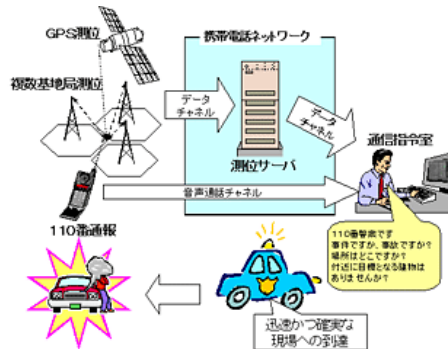 GPS測位
携帯電話ネットワーク
複数基地局測位
データ
チャネル
データ
チャネル
通信指令室
測位サーバ
音声通話チャネル
110番通報
110番警察です
事件ですか、事故ですか?
場所はどこですか?
付近に目標となる建物は
ありませんか?
迅速かつ確実な
現場への到達